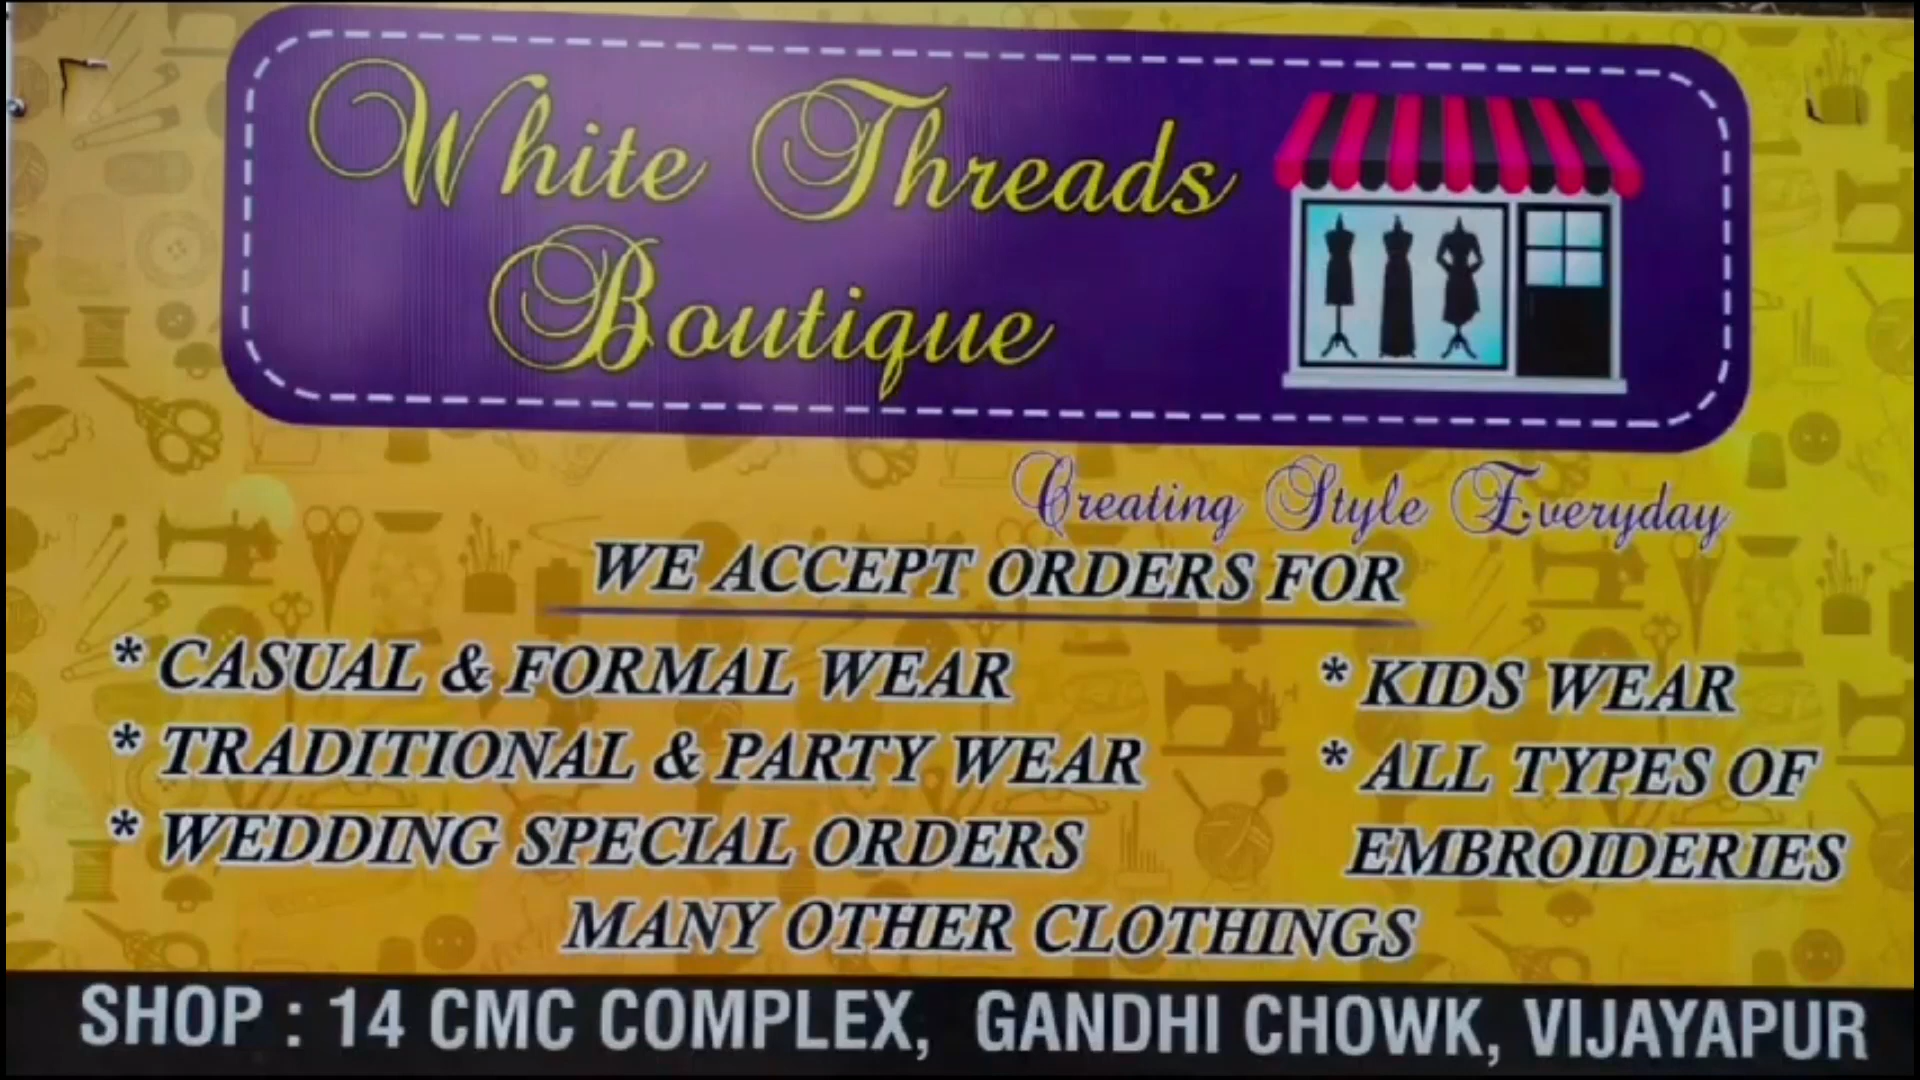 White Threads
Boutique
Creating Style Everyday
WE ACCEPT ORDERS FOR
* CASUAL & FORMAL WEAR
* TRADITIONAL & PARTY WEAR
* WEDDING SPECIAL ORDERS
* KIDS WEAR
* ALL TYPES OF
EMBROIDERIES
MANY OTHER CLOTHINGS
SHOP : 14 CMC COMPLEX, GANDHI CHOWK, VIJAYAPUR